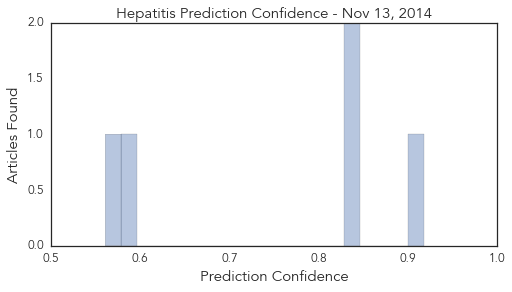 Hepatitis Prediction Confidence - Nov 13, 2014
Articles Found
2.0
1.5
1.0
0.5
0.0
0.5 0.6 0.7 0.8 0.9 1.0
Prediction Confidence